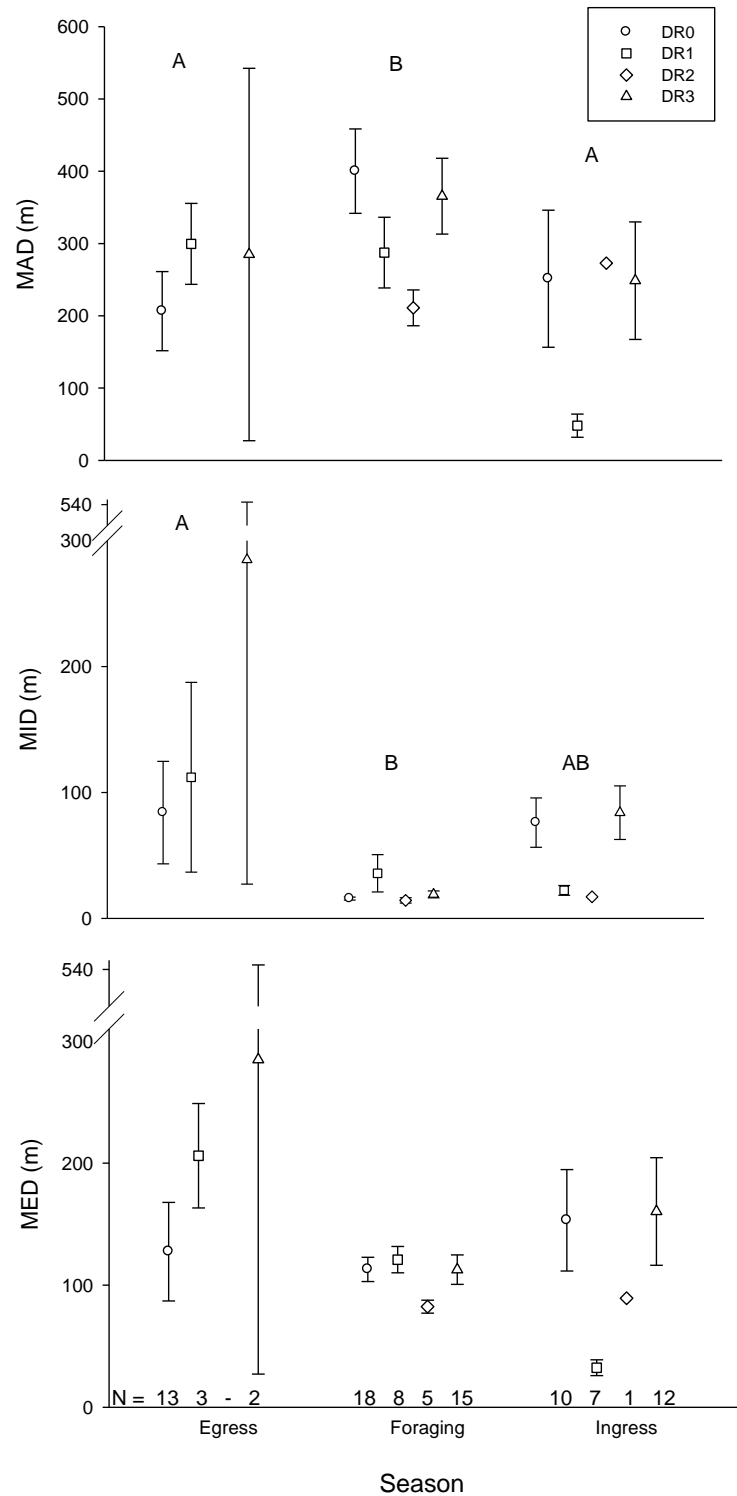 600
500
400
300
200
100
0
MAD (m)
A
B
A
DR0
DR1
DR2
DR3
540
300
200
100
0
MID (m)
A
B
AB
540
300
200
100
0
MED (m)
N = 13 3 - 2 18 8 5 15 10 7 1 12
Egress Foraging Ingress
Season